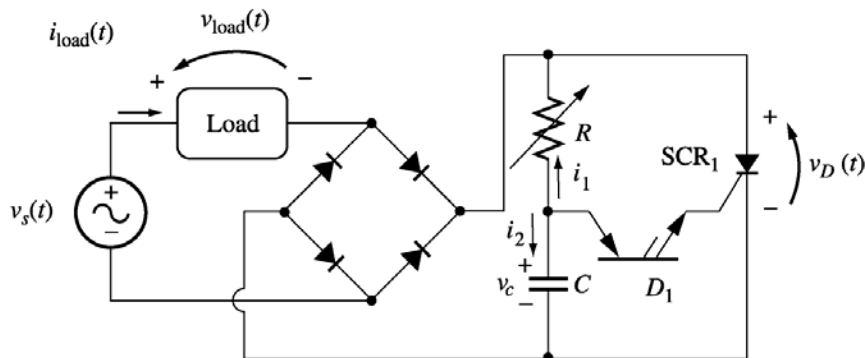 i_load(t)
v_load(t)
+ −
Load
v_s(t)
+
−
R
i_1
i_2
+
v_c
−
C
D_1
SCR_1
+
v_D (t)
−